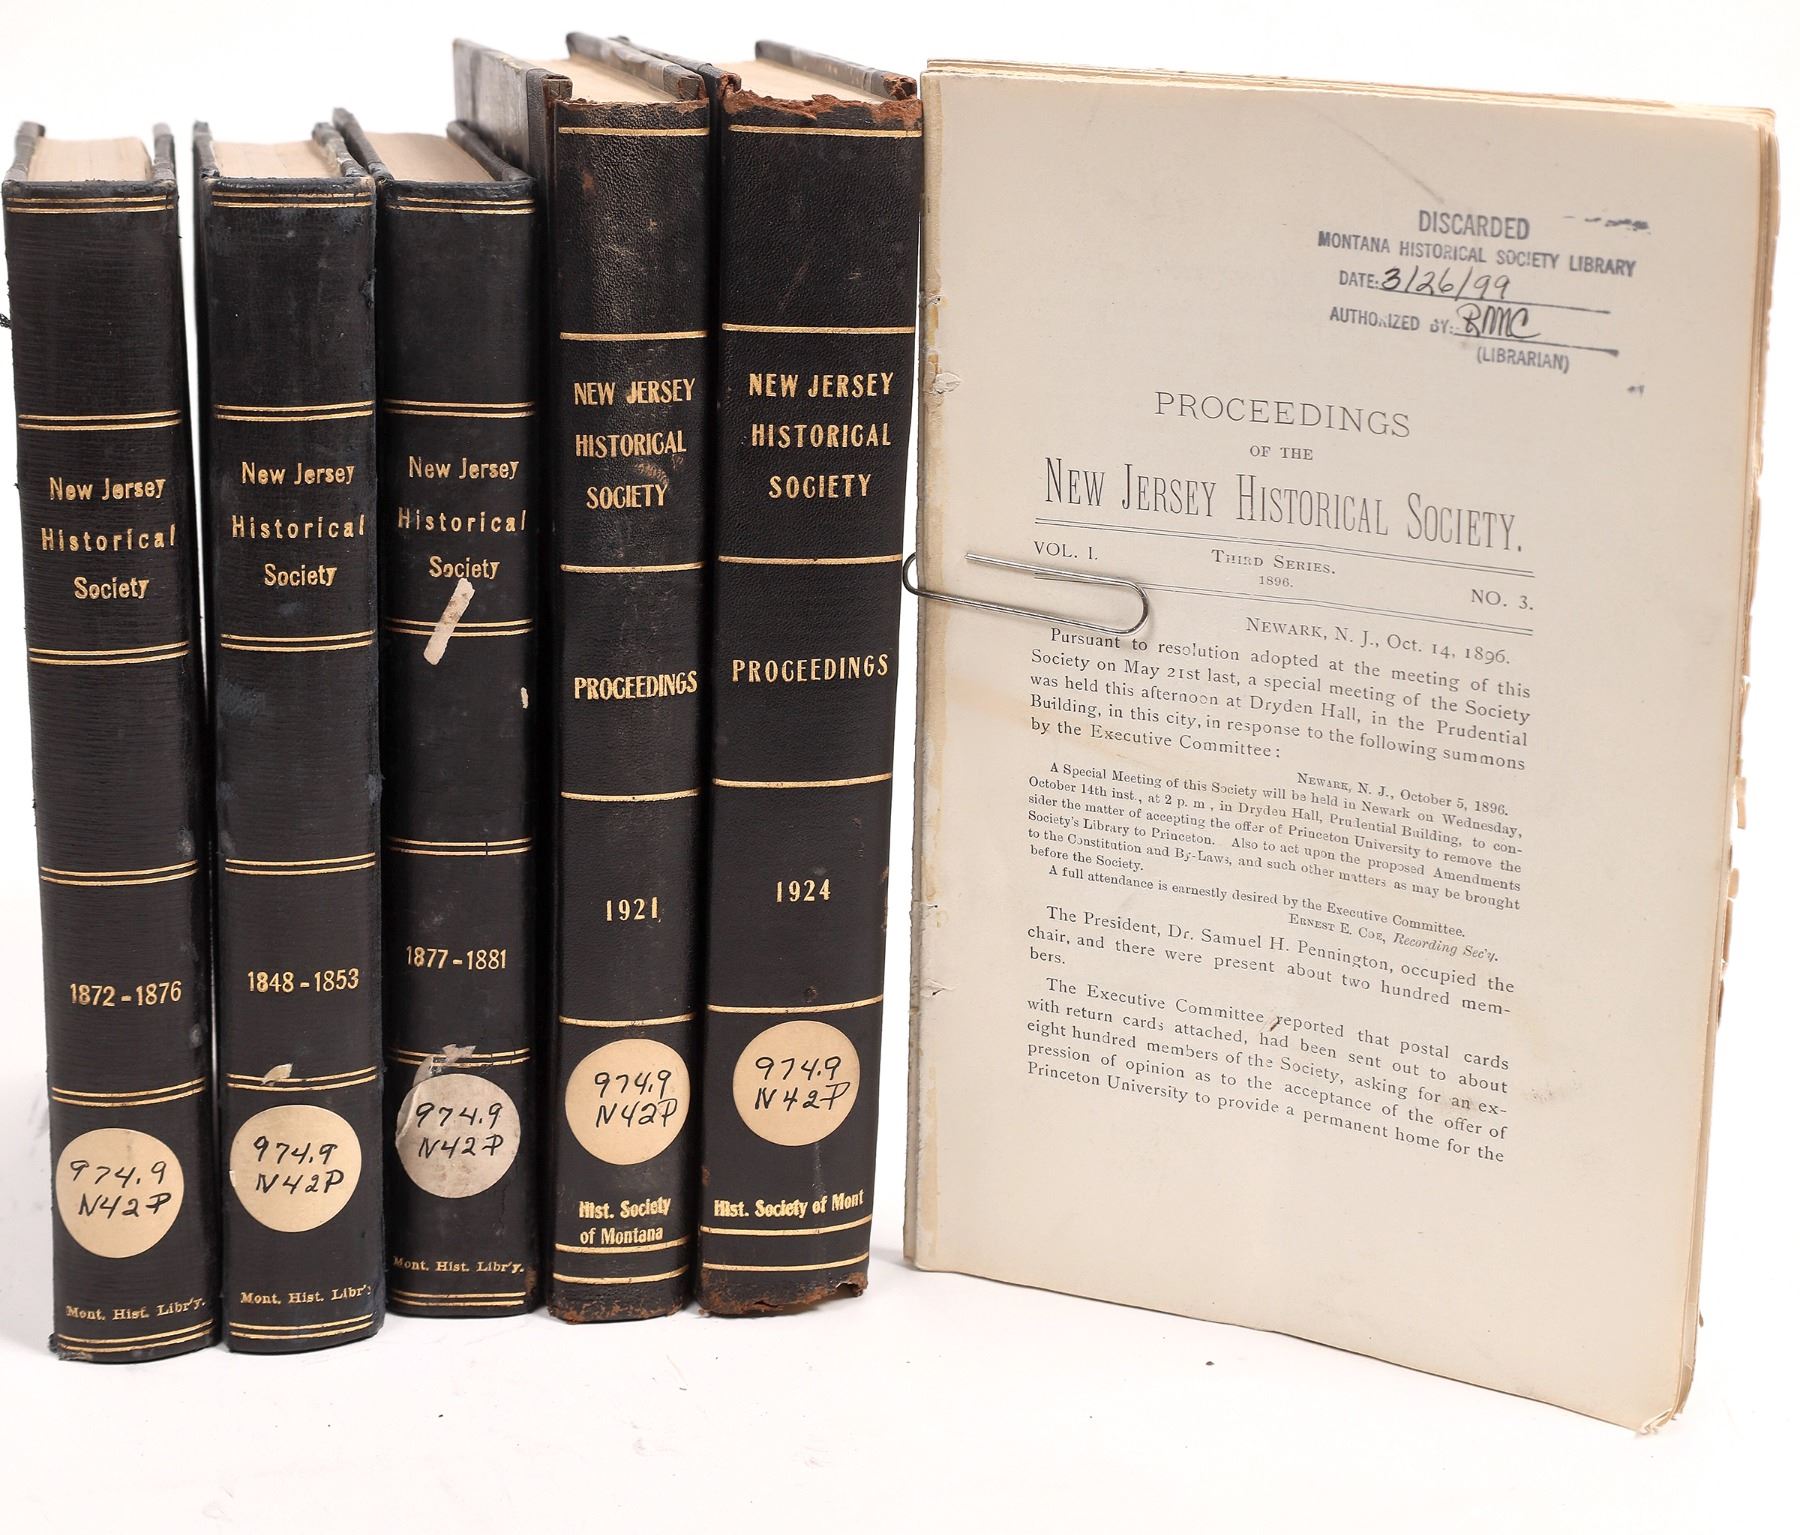 New Jersey
Historical
Society
1872-1876
974.9
N42P
Mont. Hist. Libr'y.
New Jersey
Historical
Society
1848-1853
974.9
N42P
Mont. Hist. Libr'y
New Jersey
Historical
Society
1877-1881
974.9
N42P
Mont. Hist. Libr'y.
NEW JERSEY
HISTORICAL
SOCIETY
PROCEEDINGS
1921
974.9
N42P
Hist. Society
of Montana
NEW JERSEY
HISTORICAL
SOCIETY
PROCEEDINGS
1924
974.9
N42P
Hist. Society of Mont
DISCARDED
MONTANA HISTORICAL SOCIETY LIBRARY
DATE: 3/26/99
AUTHORIZED BY: RMC
(LIBRARIAN)
PROCEEDINGS
OF THE
NEW JERSEY HISTORICAL SOCIETY.
VOL. I. THIRD SERIES. NO. 3.
1896.
NEWARK, N. J., Oct. 14, 1896.
Pursuant to resolution adopted at the meeting of this
Society on May 21st last, a special meeting of the Society
was held this afternoon at Dryden Hall, in the Prudential
Building, in this city, in response to the following summons
by the Executive Committee:
NEWARK, N. J., October 5, 1896.
A Special Meeting of this Society will be held in Newark on Wednesday,
October 14th inst., at 2 p. m., in Dryden Hall, Prudential Building, to con-
sider the matter of accepting the offer of Princeton University to remove the
Society's Library to Princeton. Also to act upon the proposed Amendments
to the Constitution and By-Laws, and such other matters as may be brought
before the Society.
A full attendance is earnestly desired by the Executive Committee.
ERNEST E. COE, Recording Sec'y.
The President, Dr. Samuel H. Pennington, occupied the
chair, and there were present about two hundred mem-
bers.
The Executive Committee reported that postal cards
with return cards attached, had been sent out to about
eight hundred members of the Society, asking for an ex-
pression of opinion as to the acceptance of the offer of
Princeton University to provide a permanent home for the